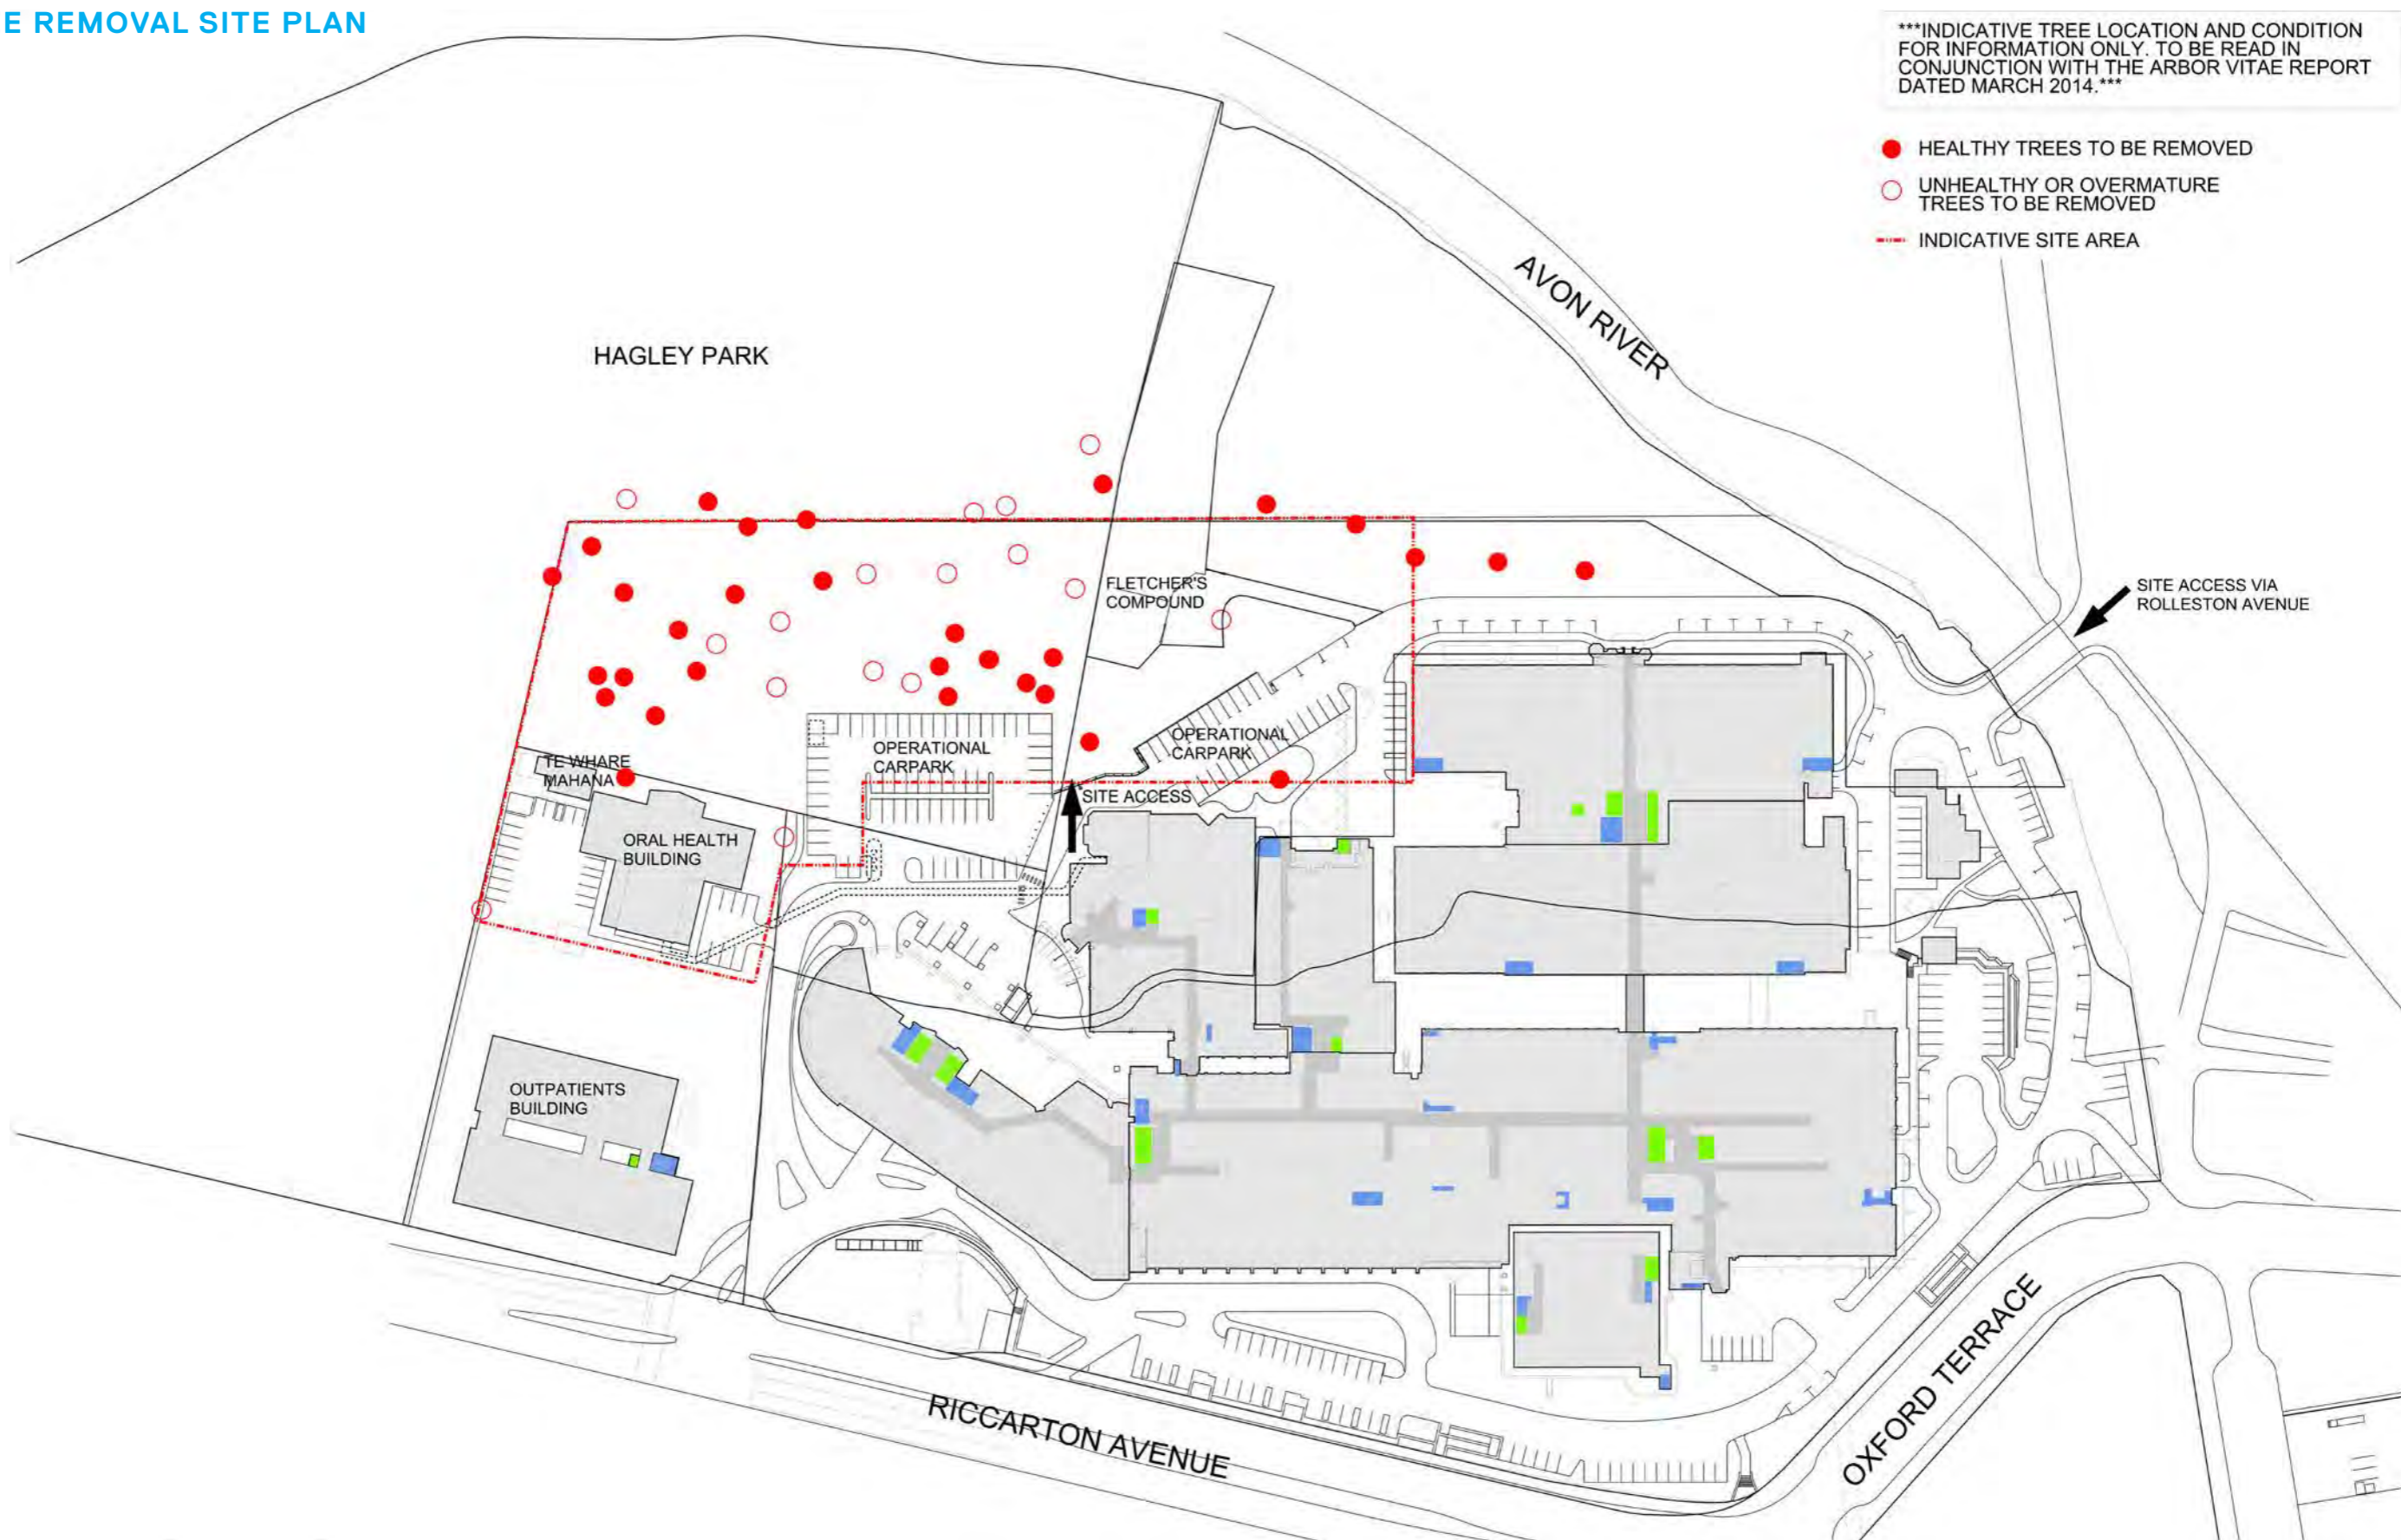 E REMOVAL SITE PLAN
***INDICATIVE TREE LOCATION AND CONDITION
FOR INFORMATION ONLY. TO BE READ IN
CONJUNCTION WITH THE ARBOR VITAE REPORT
DATED MARCH 2014.***
HEALTHY TREES TO BE REMOVED
UNHEALTHY OR OVERMATURE
TREES TO BE REMOVED
INDICATIVE SITE AREA
AVON RIVER
HAGLEY PARK
FLETCHER'S
COMPOUND
SITE ACCESS VIA
ROLLESTON AVENUE
OPERATIONAL
CARPARK
OPERATIONAL
CARPARK
TE WHARE
MAHANA
SITE ACCESS
ORAL HEALTH
BUILDING
OUTPATIENTS
BUILDING
RICCARTON AVENUE
OXFORD TERRACE